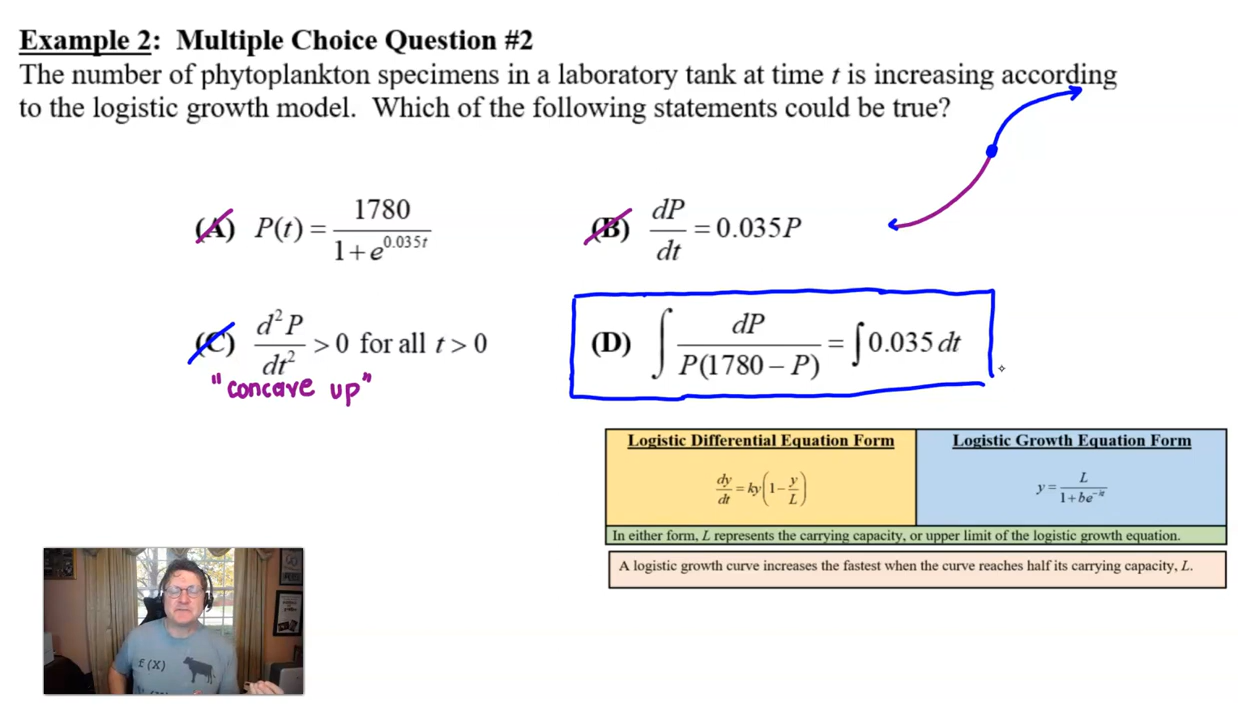 Example 2: Multiple Choice Question #2
The number of phytoplankton specimens in a laboratory tank at time t is increasing according
to the logistic growth model. Which of the following statements could be true?
(A) P(t) = 1780 / (1 + e^{0.035t})
(B) dP/dt = 0.035P
(C) d²P/dt² > 0 for all t > 0
"concave up"
(D) ∫ dP / (P(1780 – P)) = ∫ 0.035 dt
Logistic Differential Equation Form
dy/dt = ky(1 - y/L)
Logistic Growth Equation Form
y = L / (1 + be^{-kt})
In either form, L represents the carrying capacity, or upper limit of the logistic growth equation.
A logistic growth curve increases the fastest when the curve reaches half its carrying capacity, L.
f(X)